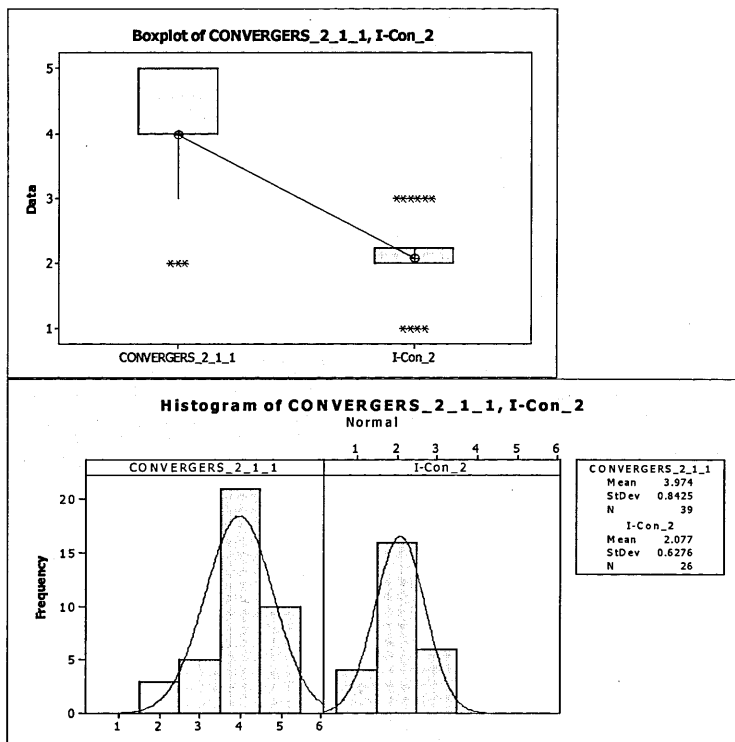 Boxplot of CONVERGERS_2_1_1, I-Con_2
5
4
3
2
1
Data
CONVERGERS_2_1_1 I-Con_2
Histogram of CONVERGERS_2_1_1, I-Con_2
Normal
1 2 3 4 5 6
CONVERGERS_2_1_1 I-Con_2
20
15
10
5
0
Frequency
1 2 3 4 5 6
CONVERGERS_2_1_1
Mean 3.974
StDev 0.8425
N 39
I-Con_2
Mean 2.077
StDev 0.6276
N 26